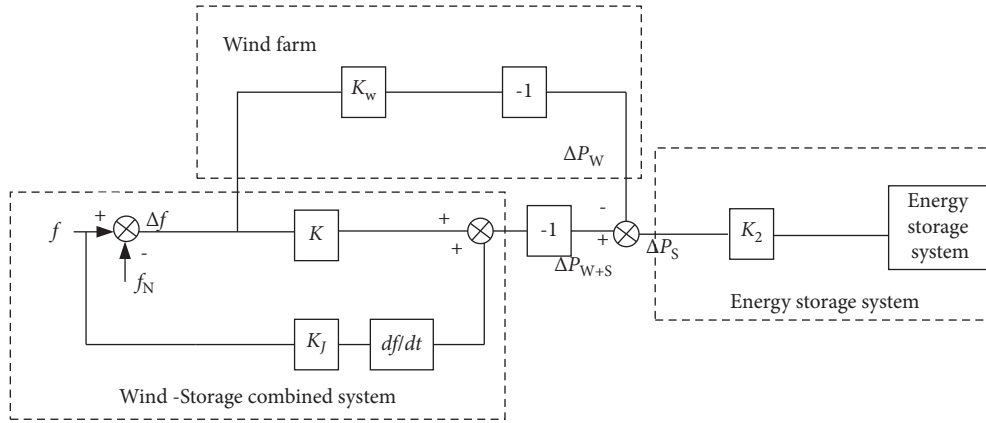 Wind farm
K_w
-1
ΔP_W
f
+
Δf
-
f_N
K
+
+
-1
ΔP_W+S
-
+
ΔP_S
K_2
Energy
storage
system
Energy storage system
K_J
df/dt
Wind -Storage combined system